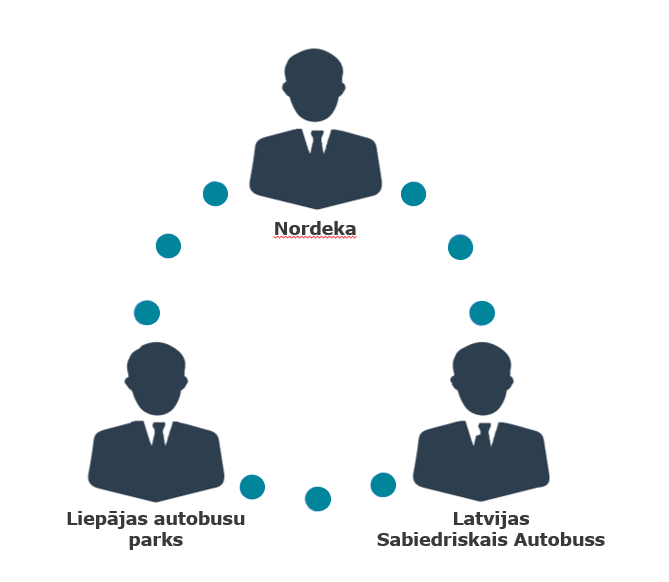 Nordeka
Liepājas autobusu
parks
Latvijas
Sabiedriskais Autobuss